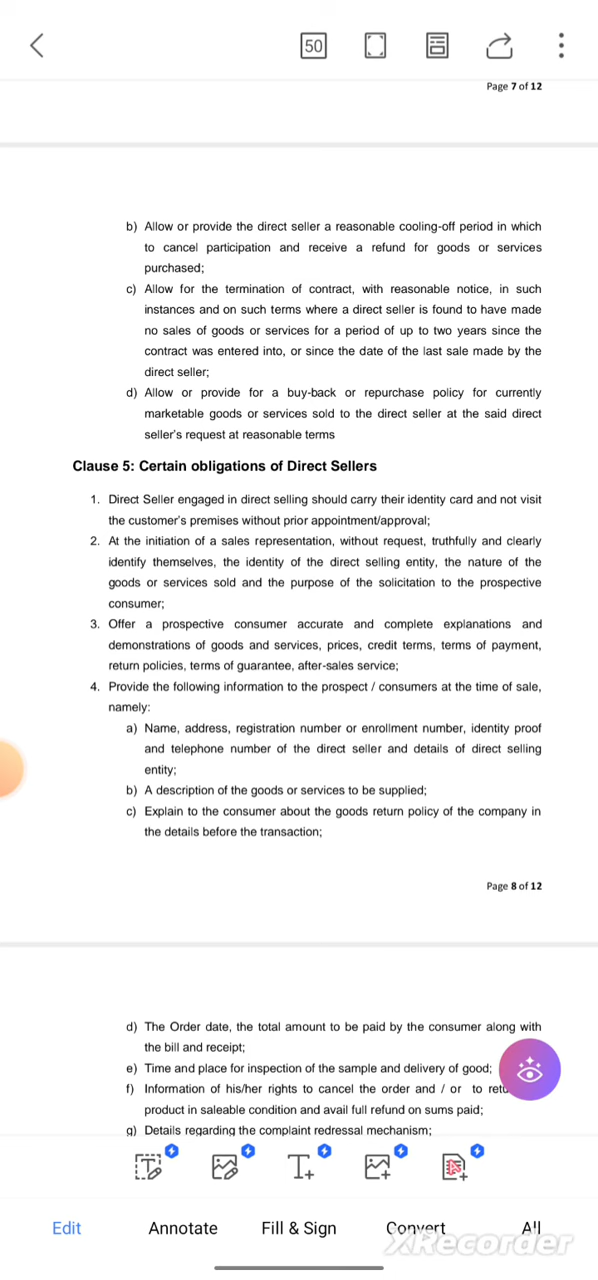 50
Page 7 of 12
b) Allow or provide the direct seller a reasonable cooling-off period in which
to cancel participation and receive a refund for goods or services
purchased;
c) Allow for the termination of contract, with reasonable notice, in such
instances and on such terms where a direct seller is found to have made
no sales of goods or services for a period of up to two years since the
contract was entered into, or since the date of the last sale made by the
direct seller;
d) Allow or provide for a buy-back or repurchase policy for currently
marketable goods or services sold to the direct seller at the said direct
seller's request at reasonable terms
Clause 5: Certain obligations of Direct Sellers
1. Direct Seller engaged in direct selling should carry their identity card and not visit
the customer's premises without prior appointment/approval;
2. At the initiation of a sales representation, without request, truthfully and clearly
identify themselves, the identity of the direct selling entity, the nature of the
goods or services sold and the purpose of the solicitation to the prospective
consumer;
3. Offer a prospective consumer accurate and complete explanations and
demonstrations of goods and services, prices, credit terms, terms of payment,
return policies, terms of guarantee, after-sales service;
4. Provide the following information to the prospect / consumers at the time of sale,
namely:
a) Name, address, registration number or enrollment number, identity proof
and telephone number of the direct seller and details of direct selling
entity;
b) A description of the goods or services to be supplied;
c) Explain to the consumer about the goods return policy of the company in
the details before the transaction;
Page 8 of 12
d) The Order date, the total amount to be paid by the consumer along with
the bill and receipt;
e) Time and place for inspection of the sample and delivery of good;
f) Information of his/her rights to cancel the order and / or to
product in saleable condition and avail full refund on sums paid;
g) Details regarding the complaint redressal mechanism;
Edit Annotate Fill & Sign Convert All
XRecorder